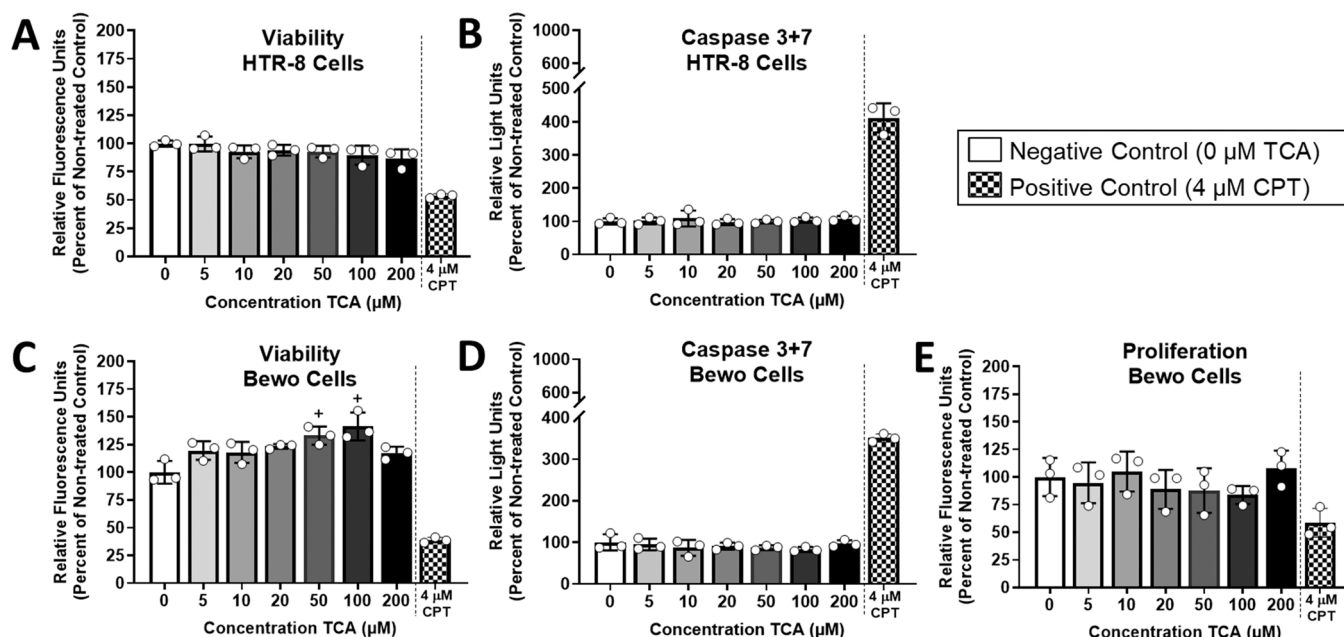 A
Viability
HTR-8 Cells
Relative Fluorescence Units
(Percent of Non-treated Control)
200
175
150
125
100
75
50
25
0
0 5 10 20 50 100 200 4 µM
CPT
Concentration TCA (µM)
B
Caspase 3+7
HTR-8 Cells
Relative Light Units
(Percent of Non-treated Control)
1000
600
500
400
300
200
100
0
0 5 10 20 50 100 200 4 µM
CPT
Concentration TCA (µM)
Negative Control (0 µM TCA)
Positive Control (4 µM CPT)
C
Viability
Bewo Cells
Relative Fluorescence Units
(Percent of Non-treated Control)
200
175
150
125
100
75
50
25
0
+ +
0 5 10 20 50 100 200 4 µM
CPT
Concentration TCA (µM)
D
Caspase 3+7
Bewo Cells
Relative Light Units
(Percent of Non-treated Control)
1000
600
400
300
200
100
0
0 5 10 20 50 100 200 4 µM
CPT
Concentration TCA (µM)
E
Proliferation
Bewo Cells
Relative Fluorescence Units
(Percent of Non-treated Control)
200
175
150
125
100
75
50
25
0
0 5 10 20 50 100 200 4 µM
CPT
Concentration TCA (µM)